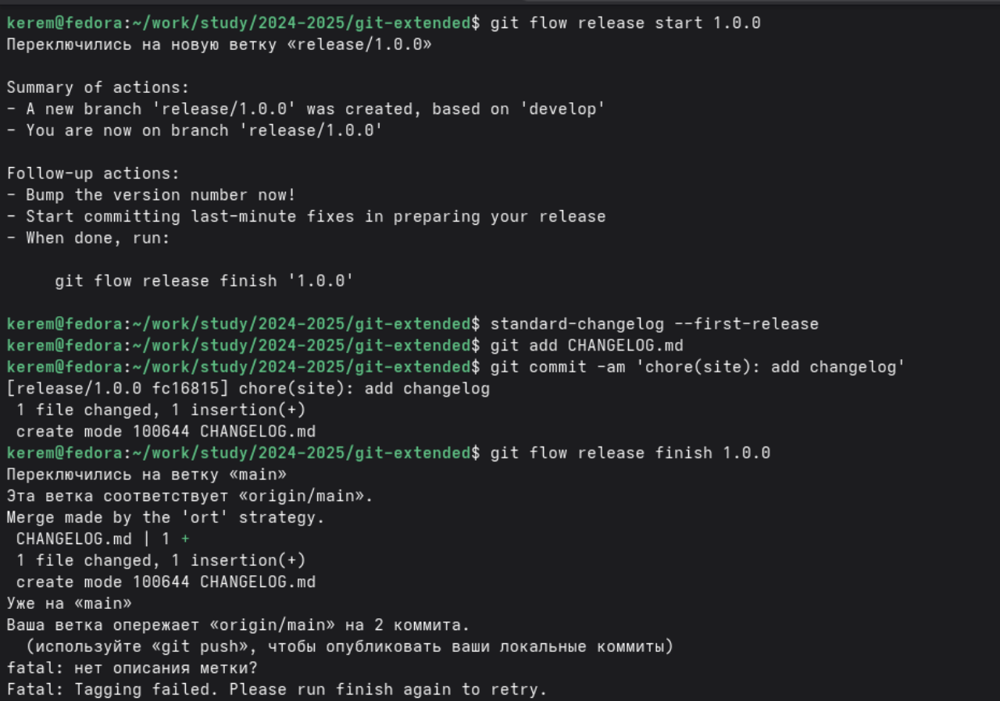 kerem@fedora:~/work/study/2024-2025/git-extended$ git flow release start 1.0.0
Переключились на новую ветку «release/1.0.0»
Summary of actions:
- A new branch 'release/1.0.0' was created, based on 'develop'
- You are now on branch 'release/1.0.0'
Follow-up actions:
- Bump the version number now!
- Start committing last-minute fixes in preparing your release
- When done, run:
git flow release finish '1.0.0'
kerem@fedora:~/work/study/2024-2025/git-extended$ standard-changelog --first-release
kerem@fedora:~/work/study/2024-2025/git-extended$ git add CHANGELOG.md
kerem@fedora:~/work/study/2024-2025/git-extended$ git commit -am 'chore(site): add changelog'
[release/1.0.0 fc16815] chore(site): add changelog
1 file changed, 1 insertion(+)
create mode 100644 CHANGELOG.md
kerem@fedora:~/work/study/2024-2025/git-extended$ git flow release finish 1.0.0
Переключились на ветку «main»
Эта ветка соответствует «origin/main».
Merge made by the 'ort' strategy.
CHANGELOG.md | 1 +
1 file changed, 1 insertion(+)
create mode 100644 CHANGELOG.md
Уже на «main»
Ваша ветка опережает «origin/main» на 2 коммита.
(используйте «git push», чтобы опубликовать ваши локальные коммиты)
fatal: нет описания метки?
Fatal: Tagging failed. Please run finish again to retry.